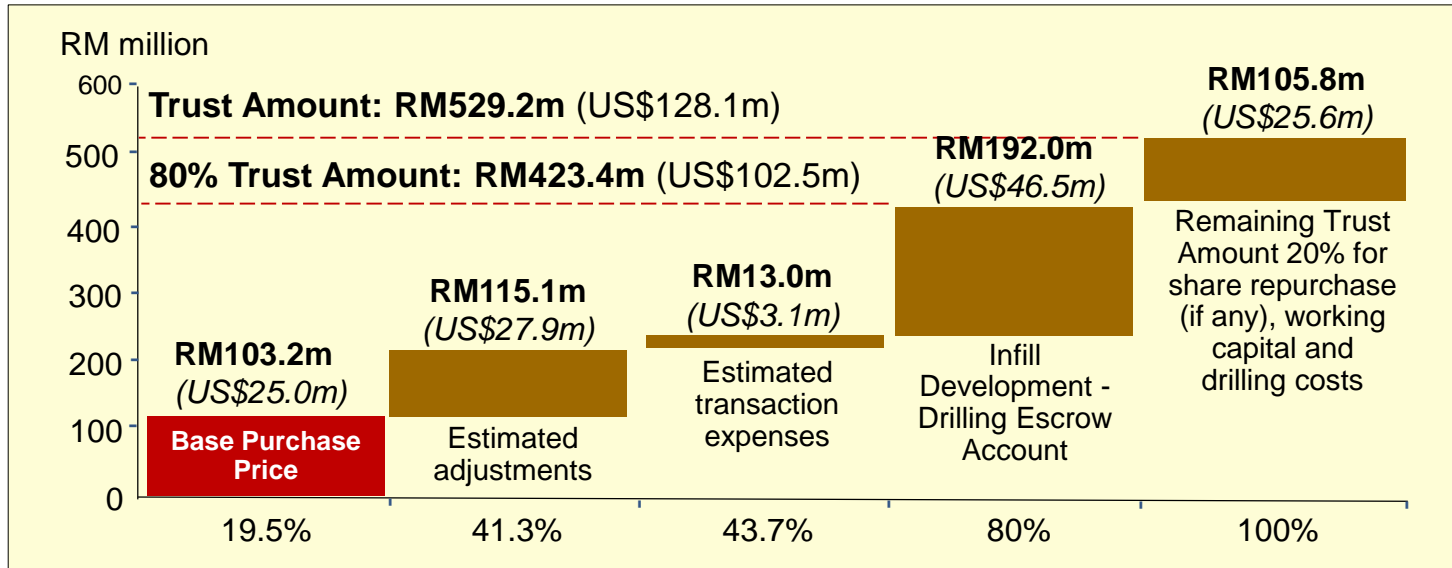 RM million
600
500
400
300
200
100
0
Trust Amount: RM529.2m (US$128.1m)
80% Trust Amount: RM423.4m (US$102.5m)
RM103.2m
(US$25.0m)
Base Purchase
Price
RM115.1m
(US$27.9m)
Estimated
adjustments
RM13.0m
(US$3.1m)
Estimated
transaction
expenses
RM192.0m
(US$46.5m)
Infill
Development -
Drilling Escrow
Account
RM105.8m
(US$25.6m)
Remaining Trust
Amount 20% for
share repurchase
(if any), working
capital and
drilling costs
19.5%
41.3%
43.7%
80%
100%